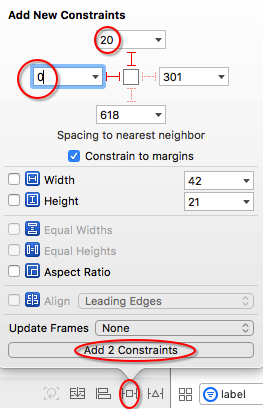 Add New Constraints
20
0
301
618
Spacing to nearest neighbor
Constrain to margins
Width 42
Height 21
Equal Widths
Equal Heights
Aspect Ratio
Align Leading Edges
Update Frames None
Add 2 Constraints
label